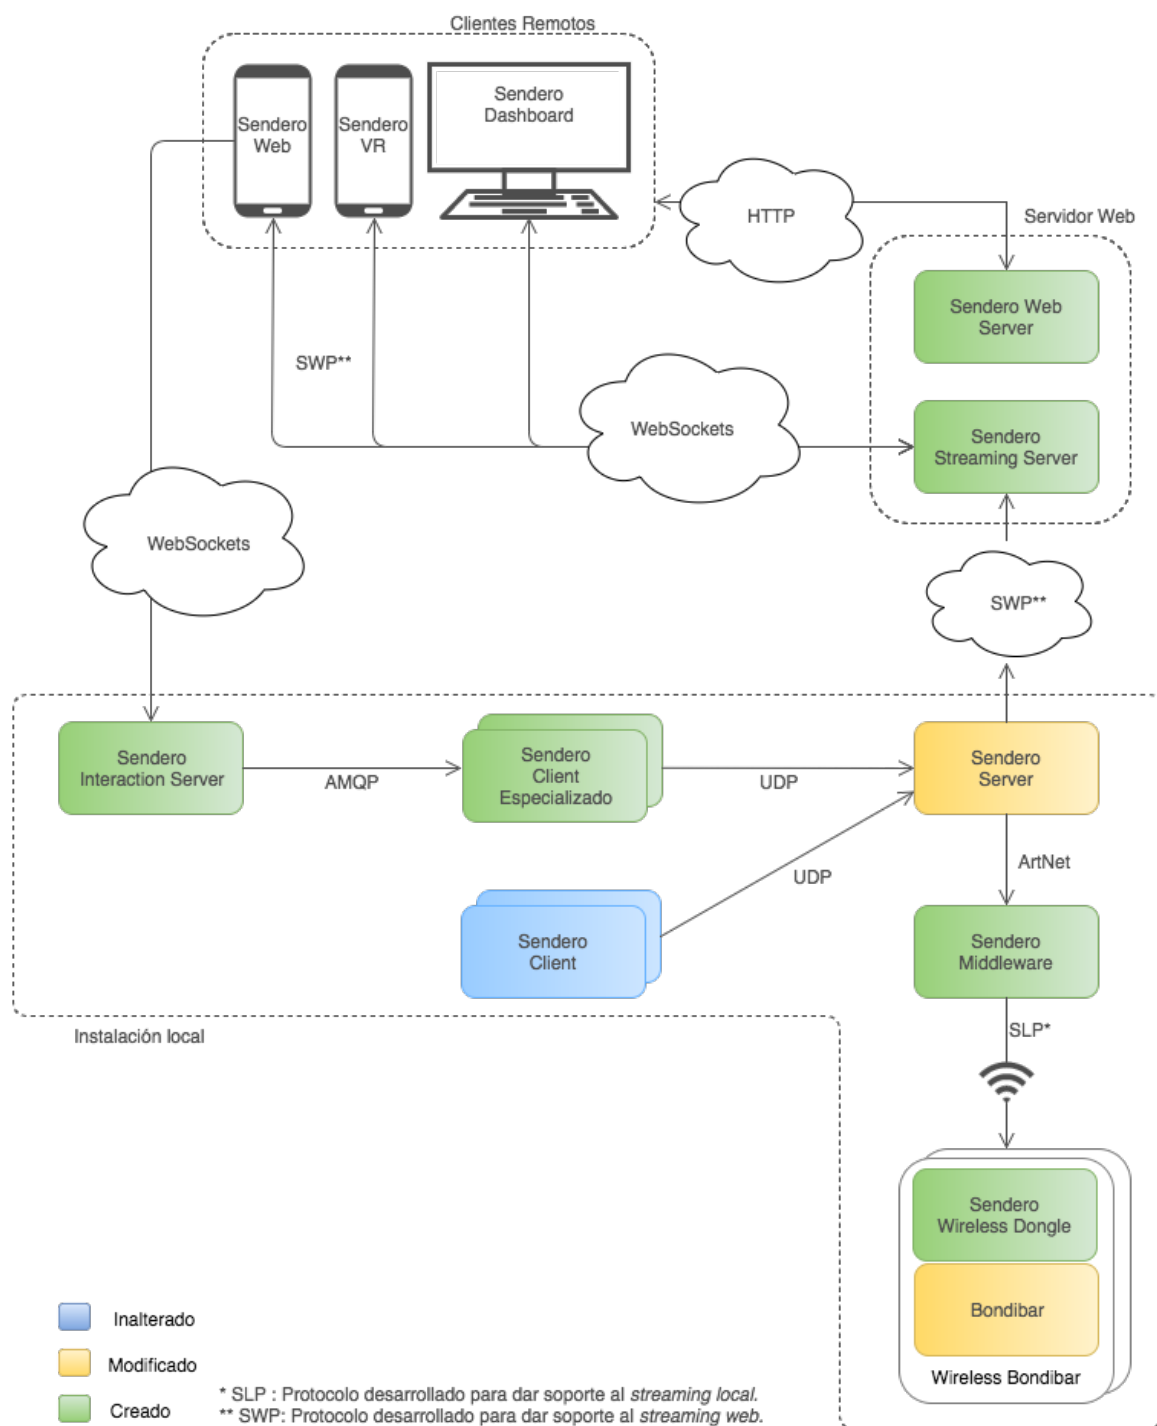 Clientes Remotos
Sendero
Web
Sendero
VR
Sendero
Dashboard
HTTP
Servidor Web
Sendero Web
Server
SWP**
WebSockets
Sendero
Streaming Server
WebSockets
SWP**
Sendero
Interaction Server
AMQP
Sendero
Client
Especializado
UDP
Sendero
Server
UDP
ArtNet
Sendero
Client
Sendero
Middleware
Instalación local
SLP*
Sendero
Wireless Dongle
Bondibar
Wireless Bondibar
Inalterado
Modificado
Creado
* SLP : Protocolo desarrollado para dar soporte al streaming local.
** SWP: Protocolo desarrollado para dar soporte al streaming web.